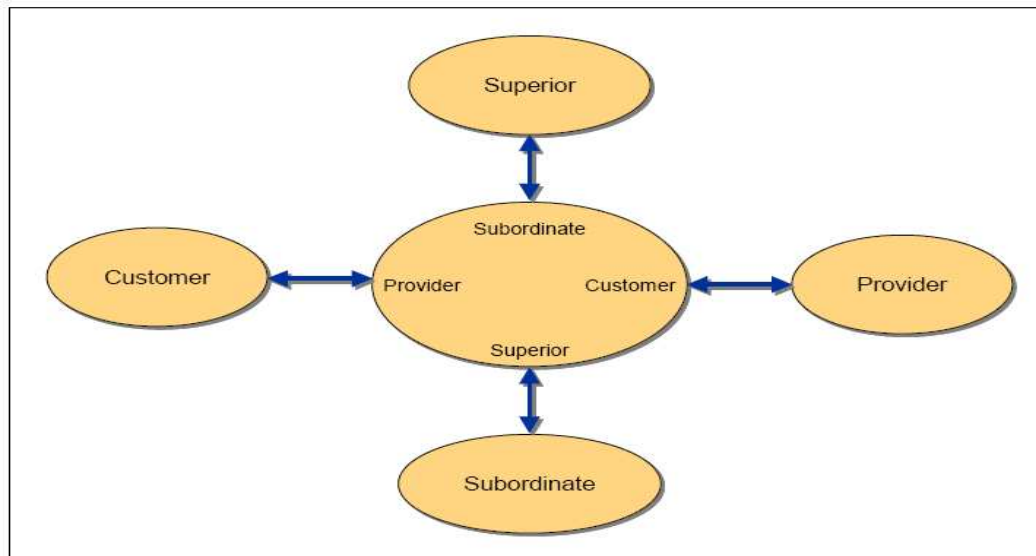 Superior
Subordinate
Customer
Provider
Customer
Provider
Superior
Subordinate